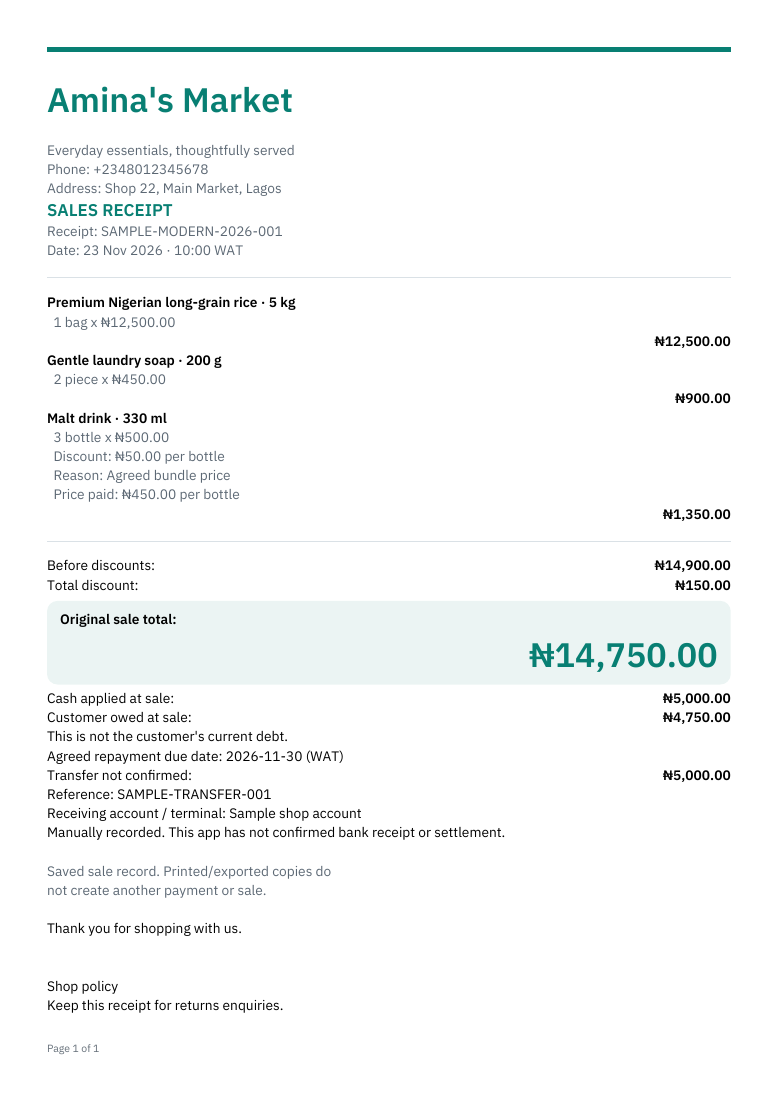 Amina's Market
Everyday essentials, thoughtfully served
Phone: +2348012345678
Address: Shop 22, Main Market, Lagos
SALES RECEIPT
Receipt: SAMPLE-MODERN-2026-001
Date: 23 Nov 2026 · 10:00 WAT
Premium Nigerian long-grain rice · 5 kg
1 bag x ₦12,500.00
₦12,500.00
Gentle laundry soap · 200 g
2 piece x ₦450.00
₦900.00
Malt drink · 330 ml
3 bottle x ₦500.00
Discount: ₦50.00 per bottle
Reason: Agreed bundle price
Price paid: ₦450.00 per bottle
₦1,350.00
Before discounts: ₦14,900.00
Total discount: ₦150.00
Original sale total:
₦14,750.00
Cash applied at sale: ₦5,000.00
Customer owed at sale: ₦4,750.00
This is not the customer's current debt.
Agreed repayment due date: 2026-11-30 (WAT)
Transfer not confirmed: ₦5,000.00
Reference: SAMPLE-TRANSFER-001
Receiving account / terminal: Sample shop account
Manually recorded. This app has not confirmed bank receipt or settlement.
Saved sale record. Printed/exported copies do
not create another payment or sale.
Thank you for shopping with us.
Shop policy
Keep this receipt for returns enquiries.
Page 1 of 1